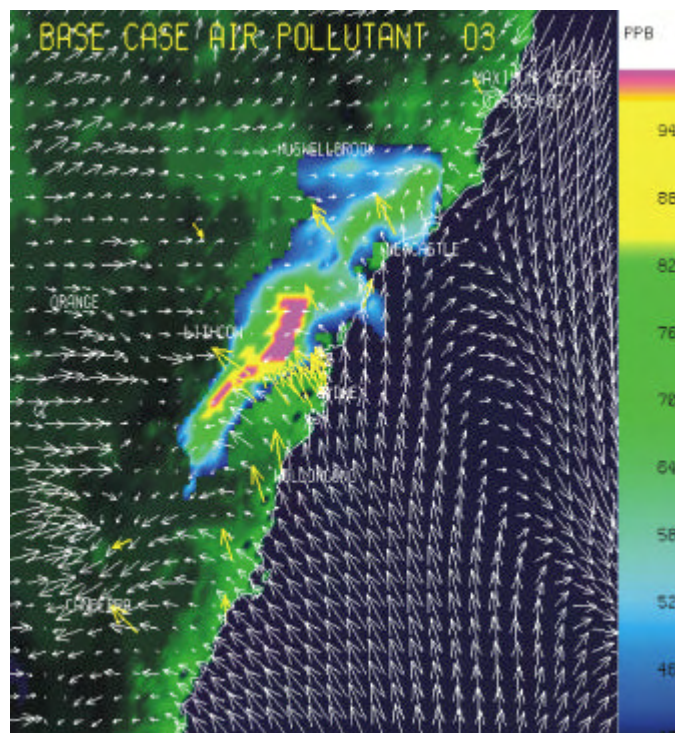 BASE CASE AIR POLLUTANT O3
PPB
MUSWELLBROOK
NEWCASTLE
ORANGE
LITHGOW
WOLLONGONG
CANBERRA
94
88
82
76
70
64
58
52
46